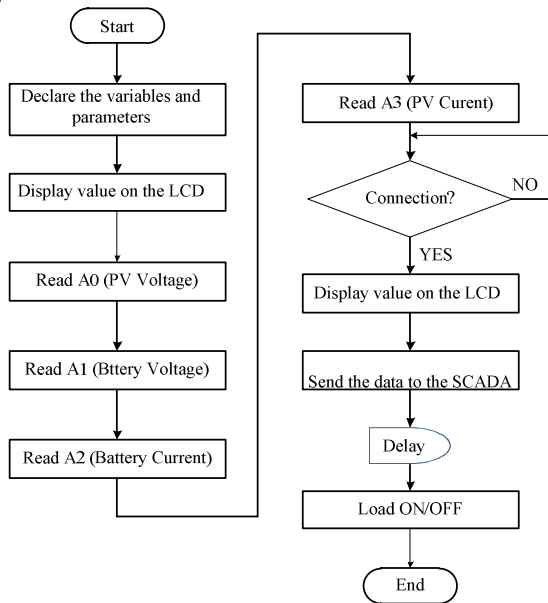 Start
Declare the variables and
parameters
Display value on the LCD
Read A0 (PV Voltage)
Read A1 (Bttery Voltage)
Read A2 (Battery Current)
Read A3 (PV Curent)
Connection?
NO
YES
Display value on the LCD
Send the data to the SCADA
Delay
Load ON/OFF
End